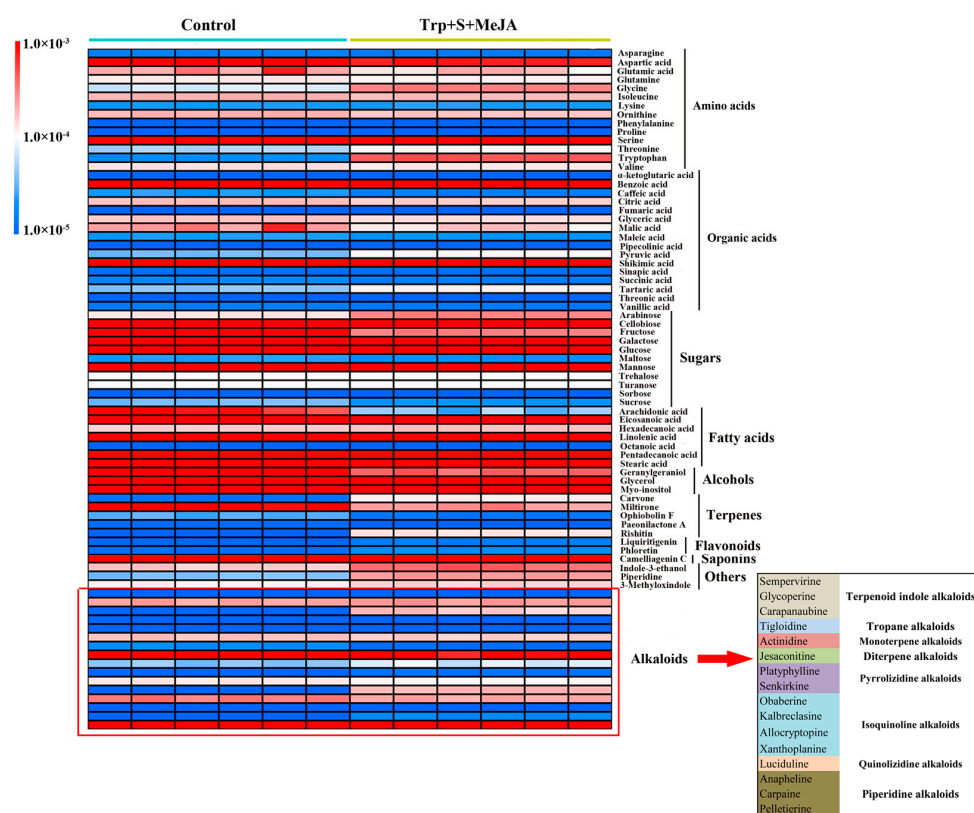 Control
Trp+S+MeJA
1.0×10⁻³
1.0×10⁻⁴
1.0×10⁻⁵
Asparagine
Aspartic acid
Glutamic acid
Glutamine
Glycine
Isoleucine
Lysine
Ornithine
Phenylalanine
Proline
Serine
Threonine
Tryptophan
Valine
Amino acids
α-ketoglutaric acid
Benzoic acid
Caffeic acid
Citric acid
Fumaric acid
Glyceric acid
Malic acid
Maleic acid
Pipecolinic acid
Pyruvic acid
Shikimic acid
Sinapic acid
Succinic acid
Tartaric acid
Threonic acid
Vanillic acid
Organic acids
Arabinose
Cellobiose
Fructose
Galactose
Glucose
Maltose
Mannose
Trehalose
Turanose
Sorbose
Sucrose
Sugars
Arachidonic acid
Eicosanoic acid
Hexadecanoic acid
Linolenic acid
Octanoic acid
Pentadecanoic acid
Stearic acid
Fatty acids
Geranylgeraniol
Glycerol
Myo-inositol
Alcohols
Carvone
Miltirone
Ophiobolin F
Paeonilactone A
Rishitin
Terpenes
Liquiritigenin
Phloretin
Flavonoids
Camelliagenin C
Saponins
Indole-3-ethanol
Piperidine
3-Methyloxindole
Others
Alkaloids
Sempervirine
Glycoperine
Carapanaubine
Terpenoid indole alkaloids
Tigloidine
Tropane alkaloids
Actinidine
Monoterpene alkaloids
Jesaconitine
Diterpene alkaloids
Platyphylline
Senkirkine
Pyrrolizidine alkaloids
Obaberine
Kalbreclasine
Allocryptopine
Xanthoplanine
Isoquinoline alkaloids
Luciduline
Quinolizidine alkaloids
Anapheline
Carpaine
Pelletierine
Piperidine alkaloids